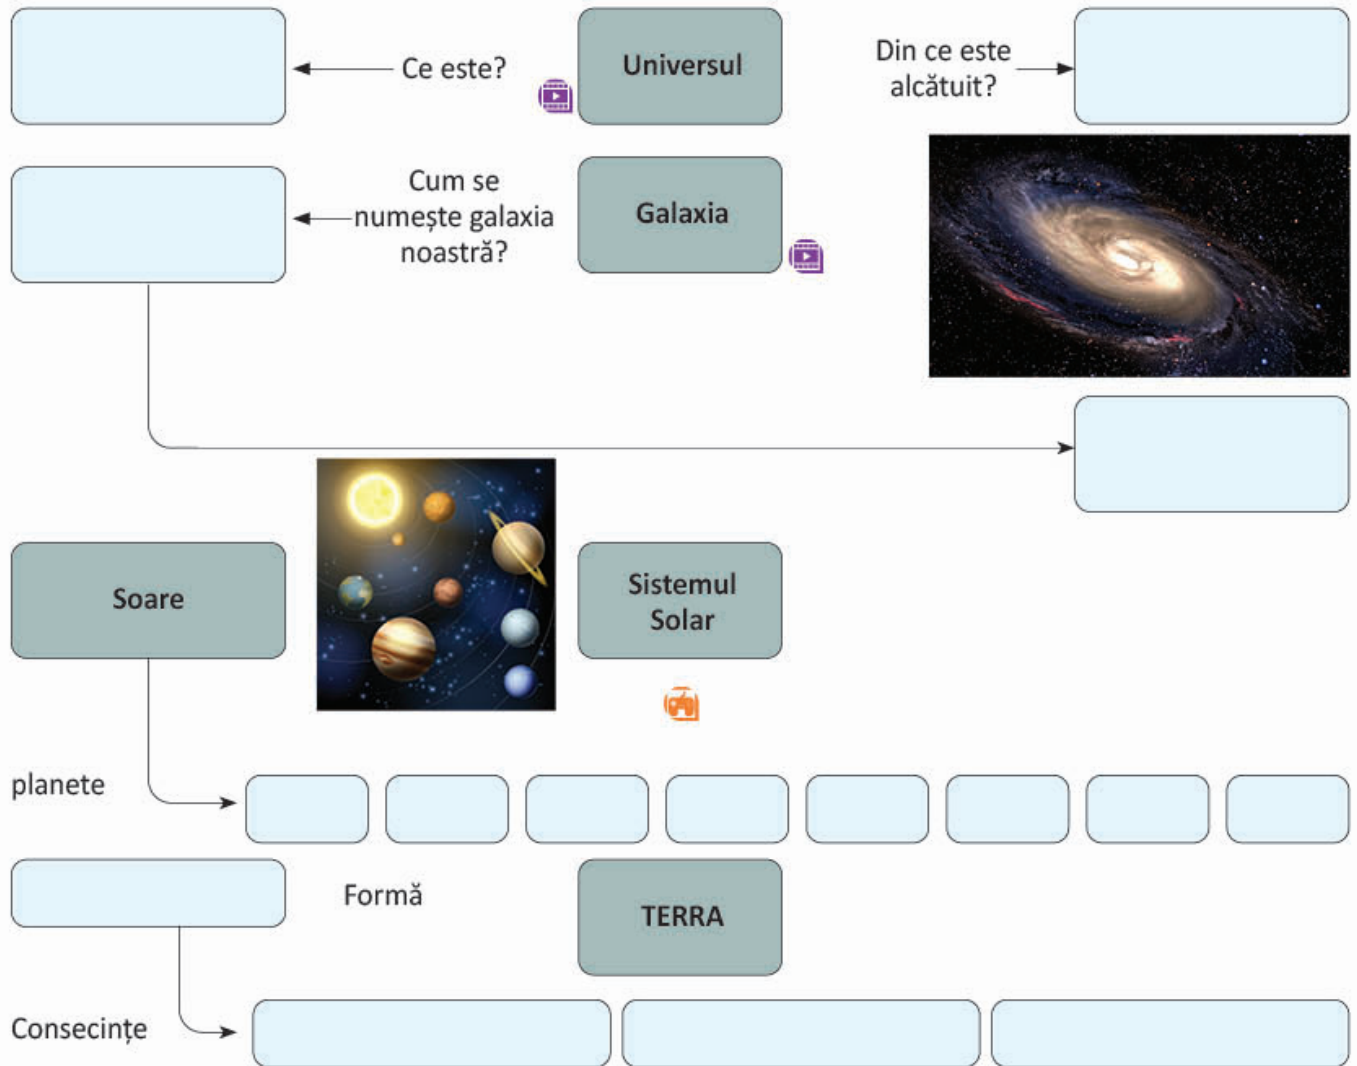 Ce este?
Universul
Din ce este
alcătuit?
Cum se
numește galaxia
noastră?
Galaxia
Soare
Sistemul
Solar
planete
Formă
TERRA
Consecințe